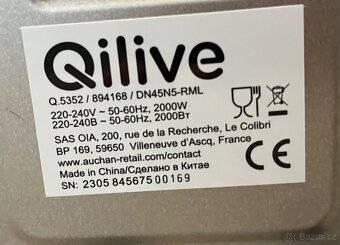 Qilive
Q.5352 / 894168 / DN45N5-RML
220-240V ~ 50-60Hz, 2000W
220-240В ~ 50-60Hz, 2000Вт
SAS OIA, 200, rue de la Recherche, Le Colibri
BP 169, 59650 Villeneuve d'Ascq, France
www.auchan-retail.com/contact
Made in China/Сделано в Китае
SN: 2305 845675 00169
CE
Bazos.cz